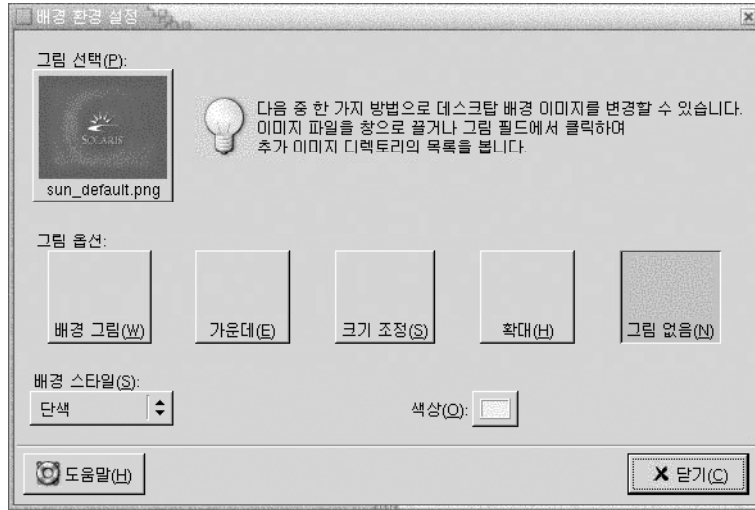 배경 환경 설정
그림 선택(P):
SOLARIS
sun_default.png
다음 중 한 가지 방법으로 데스크탑 배경 이미지를 변경할 수 있습니다.
이미지 파일을 창으로 끌거나 그림 필드에서 클릭하여
추가 이미지 디렉토리의 목록을 봅니다.
그림 옵션:
배경 그림(W)
가운데(E)
크기 조정(S)
확대(H)
그림 없음(N)
배경 스타일(S):
단색
색상(O):
도움말(H)
닫기(C)